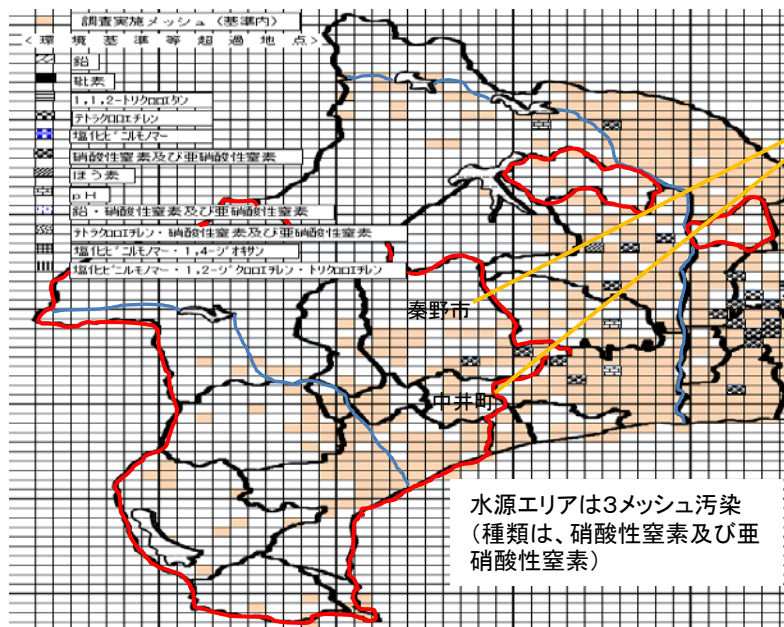 調査実施メッシュ(基準内)
<環境基準等超過地点>
鉛
砒素
1,1,2-トリクロロエタン
テトラクロロエチレン
塩化ビニルモノマー
硝酸性窒素及び亜硝酸性窒素
ほう素
pH
鉛・硝酸性窒素及び亜硝酸性窒素
テトラクロロエチレン・硝酸性窒素及び亜硝酸性窒素
塩化ビニルモノマー・1,4-ジオキサン
塩化ビニルモノマー・1,2-ジクロロエチレン・トリクロロエチレン
秦野市
中井町
水源エリアは3メッシュ汚染
(種類は、硝酸性窒素及び亜
硝酸性窒素)